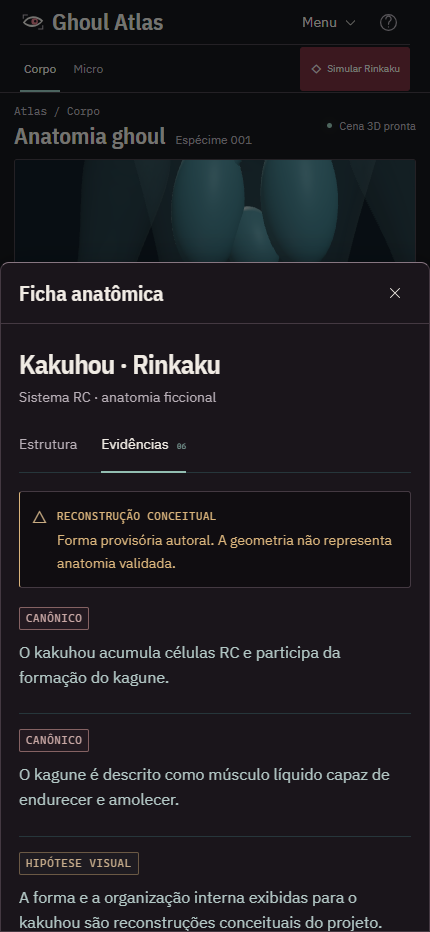 Ghoul Atlas
Menu
Corpo Micro
Simular Rinkaku
Atlas / Corpo
Anatomia ghoul Espécime 001
Cena 3D pronta
Ficha anatômica
Kakuhou · Rinkaku
Sistema RC · anatomia ficcional
Estrutura Evidências 06
RECONSTRUÇÃO CONCEITUAL
Forma provisória autoral. A geometria não representa
anatomia validada.
CANÔNICO
O kakuhou acumula células RC e participa da
formação do kagune.
CANÔNICO
O kagune é descrito como músculo líquido capaz de
endurecer e amolecer.
HIPÓTESE VISUAL
A forma e a organização interna exibidas para o
kakuhou são reconstruções conceituais do projeto.